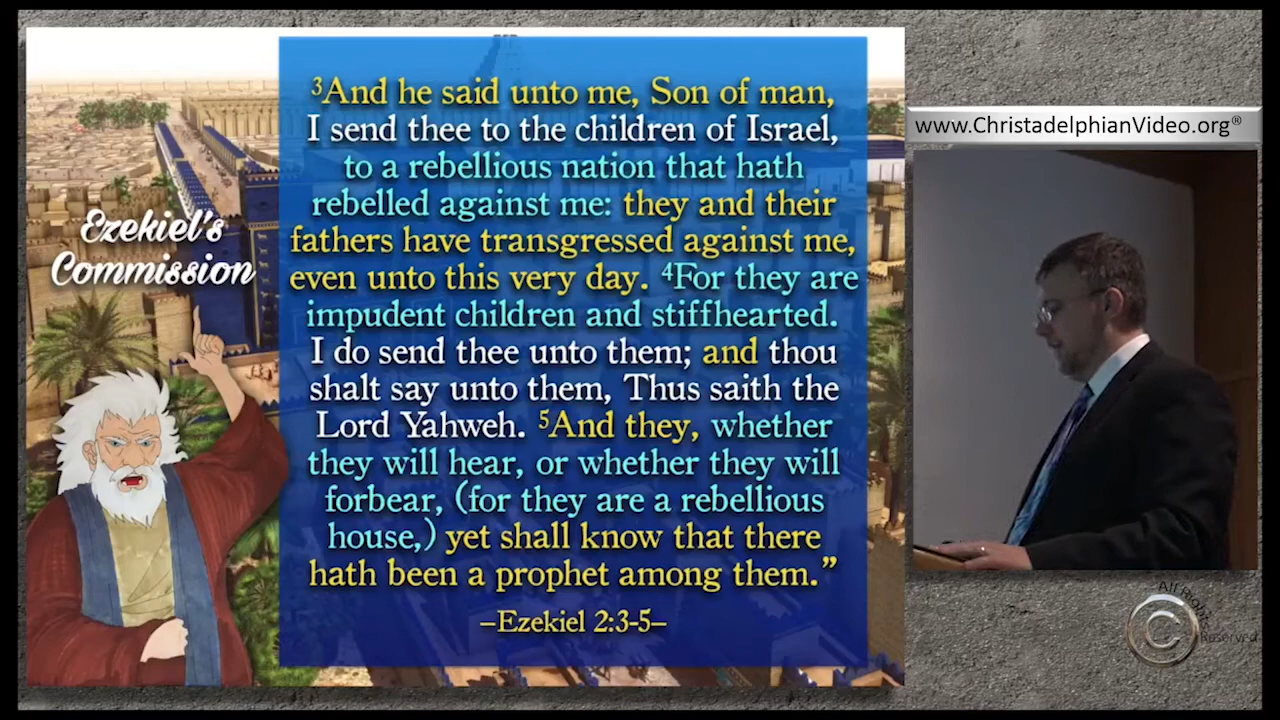 www.ChristadelphianVideo.org®
Ezekiel's
Commission
³And he said unto me, Son of man,
I send thee to the children of Israel,
to a rebellious nation that hath
rebelled against me: they and their
fathers have transgressed against me,
even unto this very day. ⁴For they are
impudent children and stiffhearted.
I do send thee unto them; and thou
shalt say unto them, Thus saith the
Lord Yahweh. ⁵And they, whether
they will hear, or whether they will
forbear, (for they are a rebellious
house,) yet shall know that there
hath been a prophet among them.”
–Ezekiel 2:3-5–
All Rights
Reserved
©